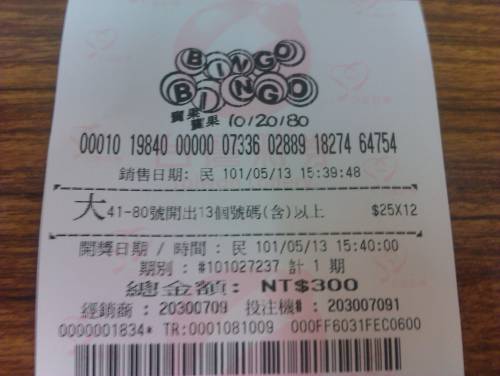 BINGO
BINGO
賓果
賓果 10/20/80
00010 19840 00000 07336 02889 18274 64754
銷售日期: 民 101/05/13 15:39:48
大 41-80號開出13個號碼(含)以上 $25X12
開獎日期 / 時間 : 民 101/05/13 15:40:00
期別 : #101027237 計 1 期
總金額: NT$300
經銷商 : 20300709 投注機# : 203007091
0000001834* TR:0001081009 000FF6031FEC0600